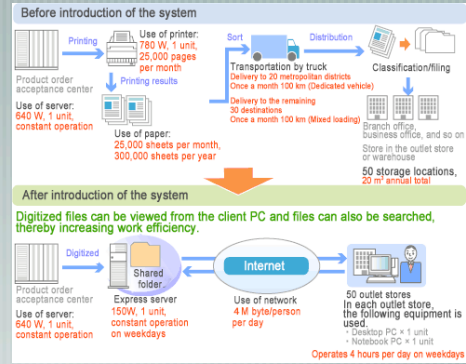 Before introduction of the system
Printing
Use of printer:
780 W, 1 unit,
25,000 pages
per month
Sort
Distribution
Product order
acceptance center
Printing results
Transportation by truck
Delivery to 20 metropolitan districts
Once a month 100 km (Dedicated vehicle)
Classification/filing
Use of server:
640 W, 1 unit,
constant operation
Delivery to the remaining
30 destinations
Once a month 100 km (Mixed loading)
Use of paper:
25,000 sheets per month,
300,000 sheets per year
Branch office,
business office, and so on
Store in the outlet store
or warehouse
50 storage locations,
20 m² annual total
After introduction of the system
Digitized files can be viewed from the client PC and files can also be searched,
thereby increasing work efficiency.
Digitized
Shared
folder
Internet
Product order
acceptance center
Express server
150W, 1 unit,
constant operation
on weekdays
Use of network
4 M byte/person
per day
Use of server:
640 W, 1 unit,
constant operation
50 outlet stores
In each outlet store,
the following equipment is
used.
・Desktop PC × 1 unit
・Notebook PC × 1 unit
Operates 4 hours per day on weekdays